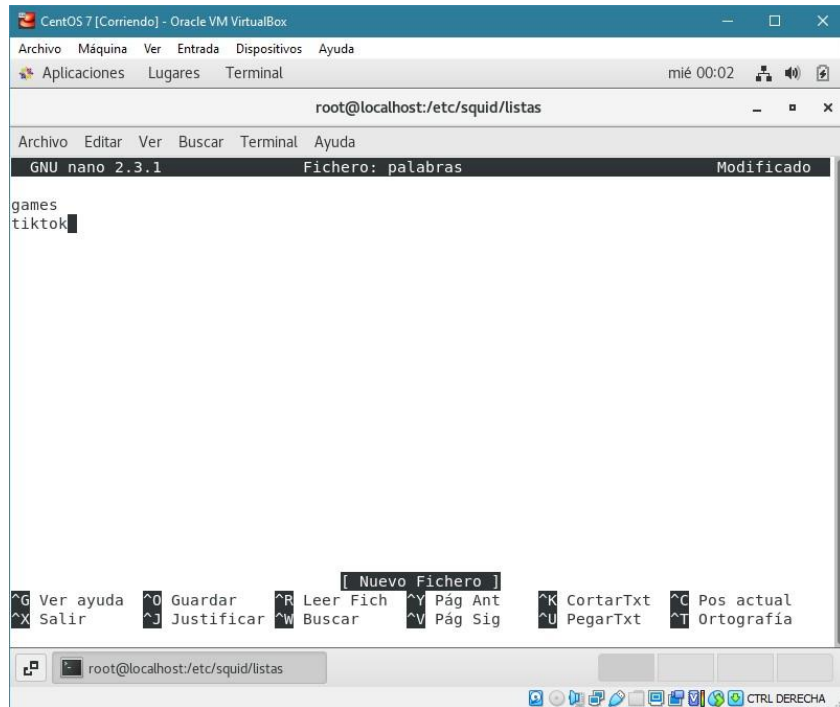 CentOS 7 [Corriendo] - Oracle VM VirtualBox
Archivo Máquina Ver Entrada Dispositivos Ayuda
Aplicaciones Lugares Terminal mié 00:02
root@localhost:/etc/squid/listas
Archivo Editar Ver Buscar Terminal Ayuda
GNU nano 2.3.1 Fichero: palabras Modificado
games
tiktok
[ Nuevo Fichero ]
^G Ver ayuda ^O Guardar ^R Leer Fich ^Y Pág Ant ^K CortarTxt ^C Pos actual
^X Salir ^J Justificar ^W Buscar ^V Pág Sig ^U PegarTxt ^T Ortografía
root@localhost:/etc/squid/listas
CTRL DERECHA